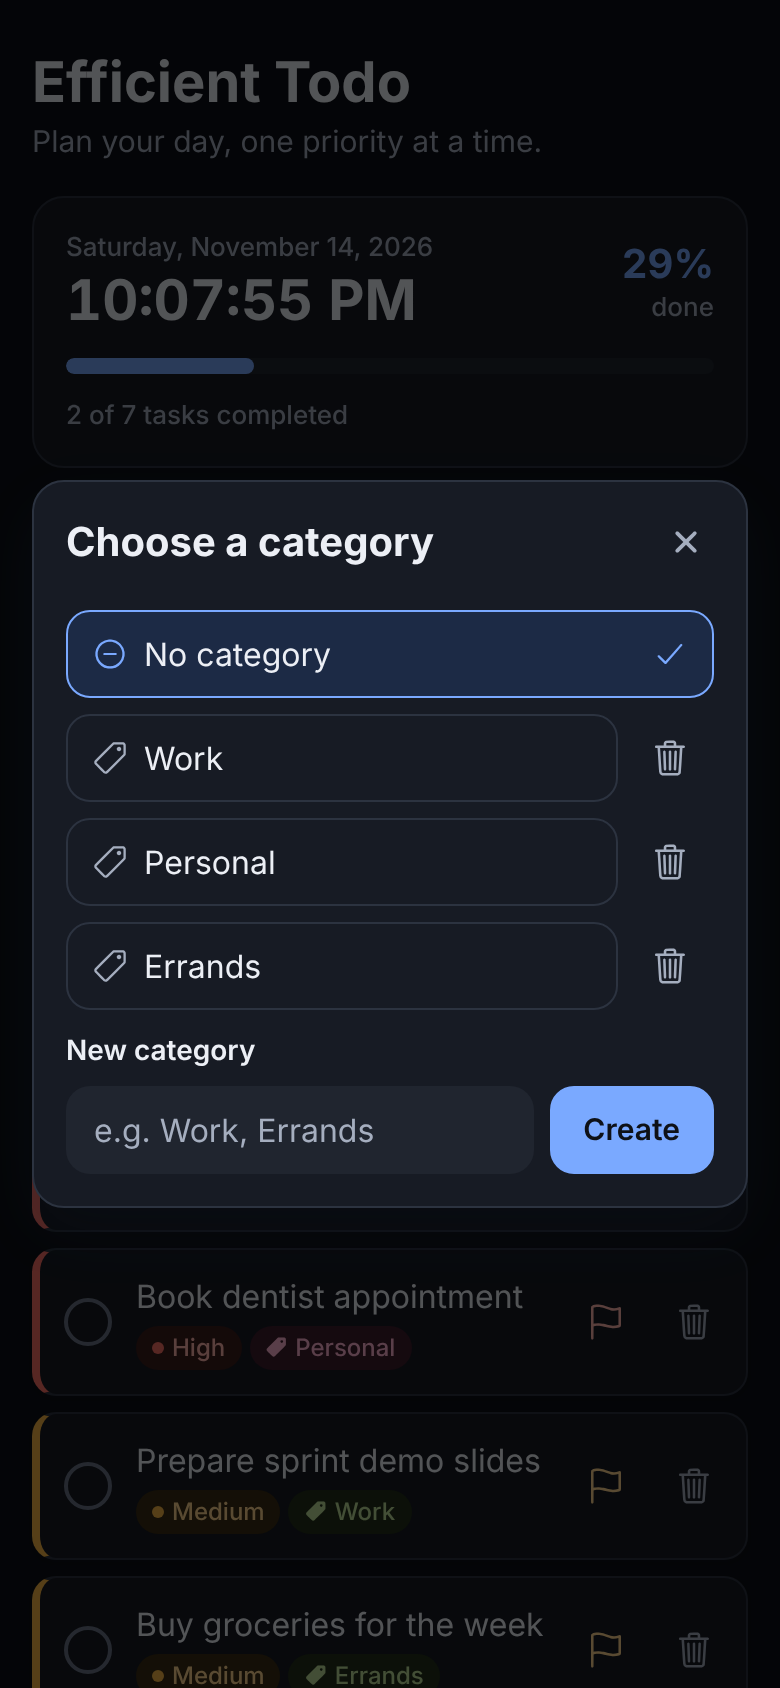 Efficient Todo
Plan your day, one priority at a time.
Saturday, November 14, 2026
29%
10:07:55 PM
done
2 of 7 tasks completed
Choose a category
No category
Work
Personal
Errands
New category
e.g. Work, Errands
Create
Book dentist appointment
High
Personal
Prepare sprint demo slides
Medium
Work
Buy groceries for the week
Medium
Errands